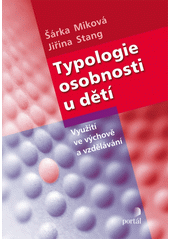 Šárka Miková
Jiřina Stang
Typologie
osobnosti
u dětí
Využití
ve výchově
a vzdělávání
portál